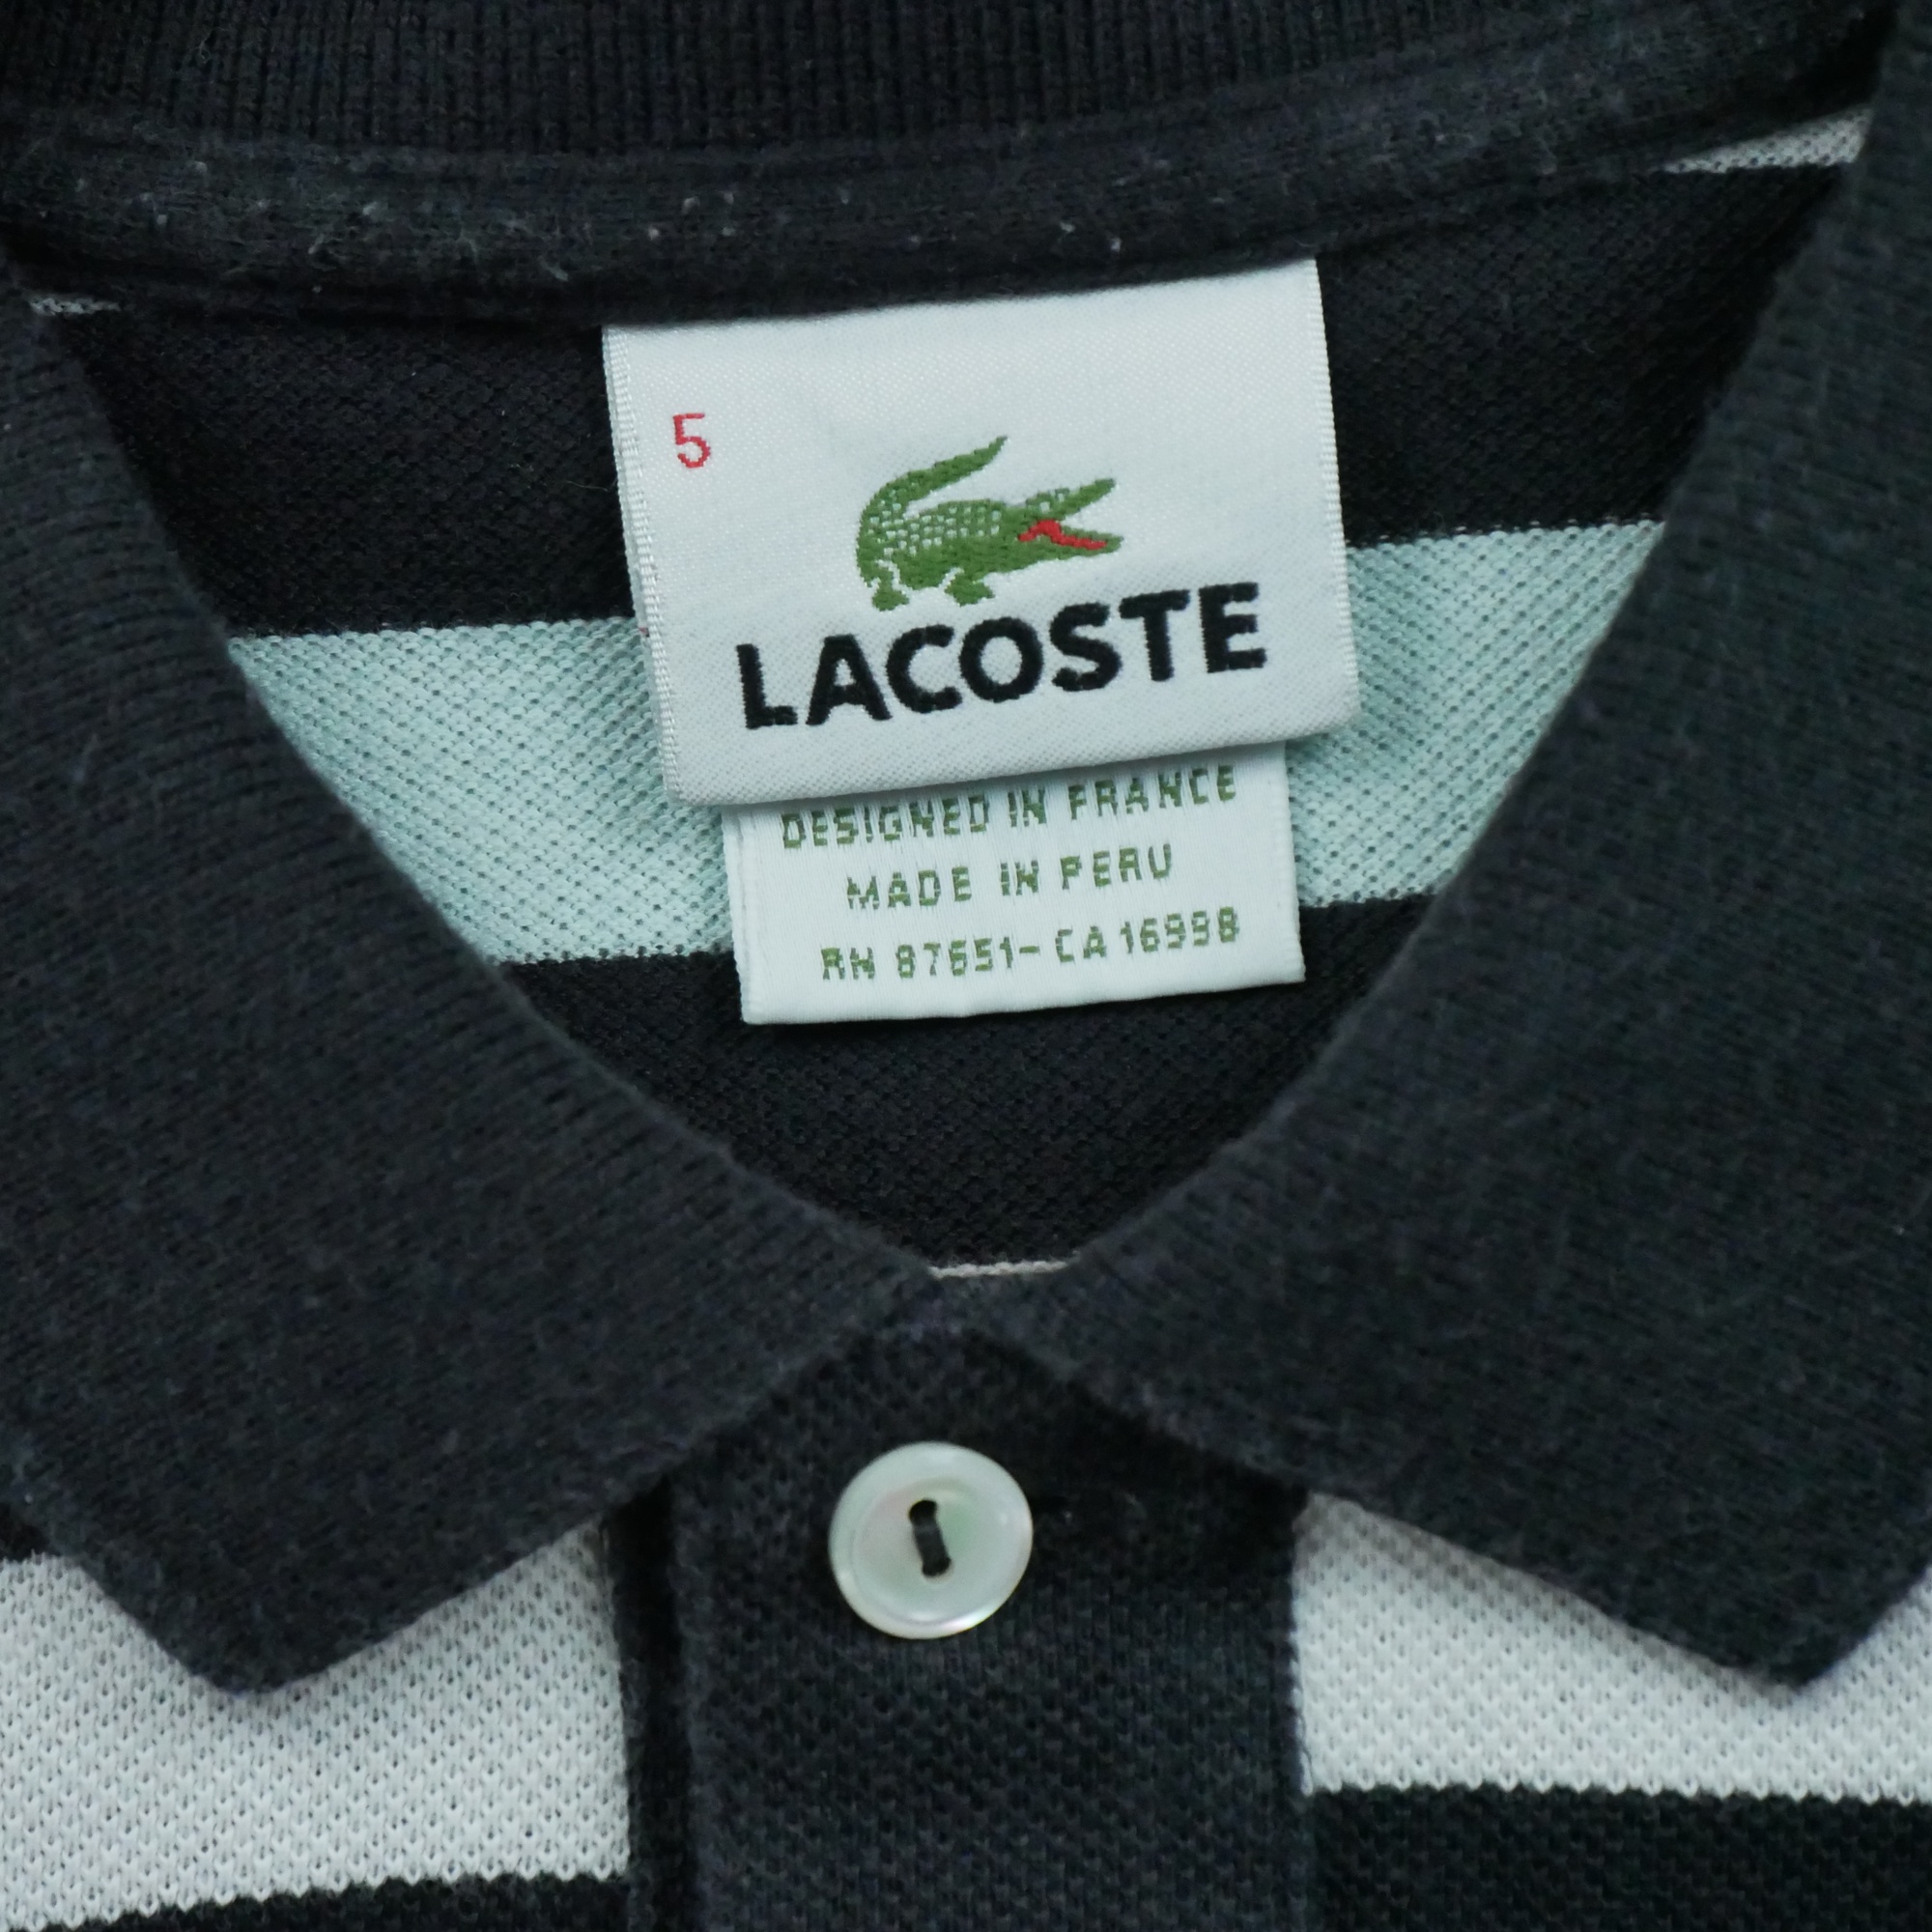 5
LACOSTE
DESIGNED IN FRANCE
MADE IN PERU
RN 87651-CA 16998